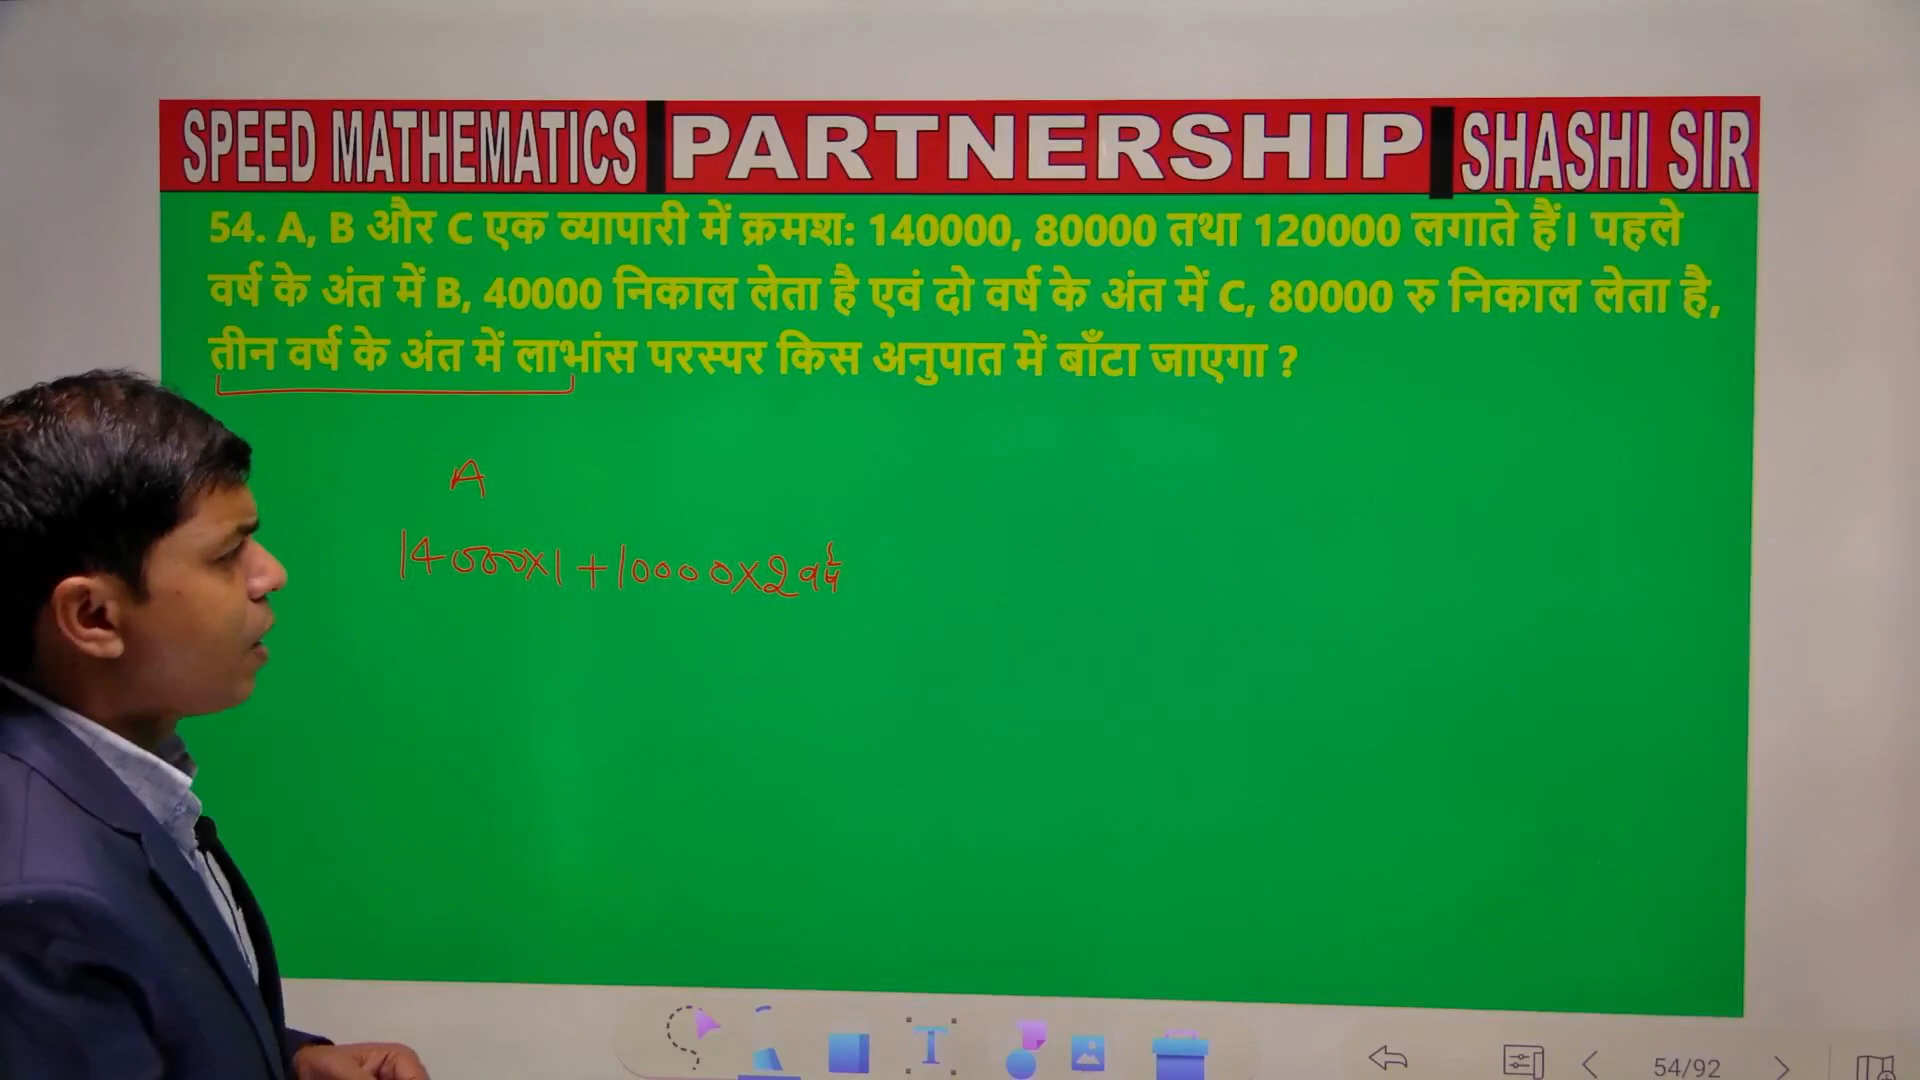 SPEED MATHEMATICS PARTNERSHIP SHASHI SIR
54. A, B और C एक व्यापारी में क्रमश: 140000, 80000 तथा 120000 लगाते हैं। पहले
वर्ष के अंत में B, 40000 निकाल लेता है एवं दो वर्ष के अंत में C, 80000 रु निकाल लेता है,
तीन वर्ष के अंत में लाभांस परस्पर किस अनुपात में बाँटा जाएगा ?
A
140000×1+10000×2 वर्ष
T
54/92